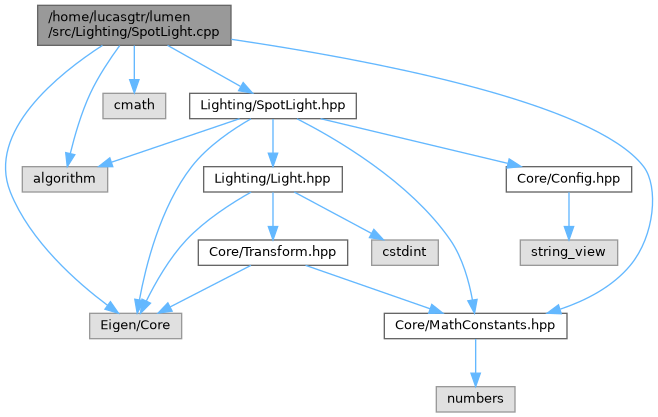 /home/lucasgtr/lumen
/src/Lighting/SpotLight.cpp
cmath
Lighting/SpotLight.hpp
algorithm
Lighting/Light.hpp
Core/Config.hpp
Core/Transform.hpp
cstdint
string_view
Eigen/Core
Core/MathConstants.hpp
numbers